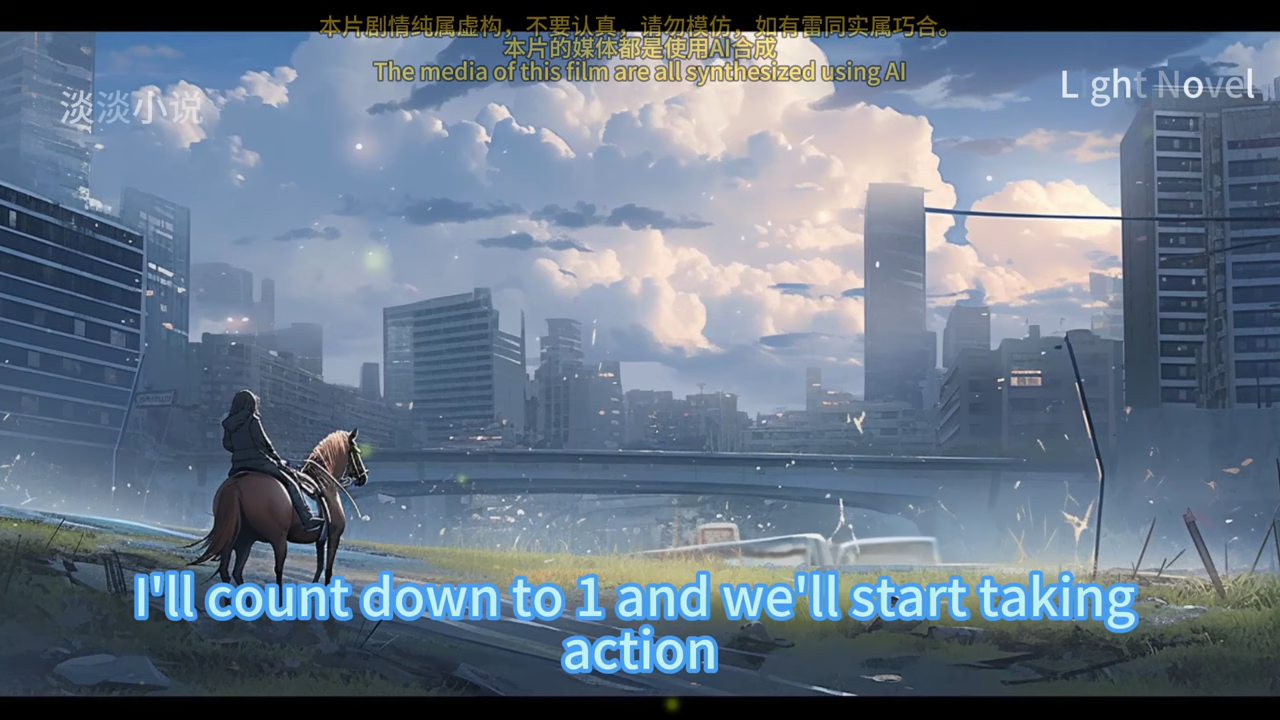 本片剧情纯属虚构，不要认真，请勿模仿，如有雷同实属巧合。
本片的媒体都是使用AI合成
The media of this film are all synthesized using AI
淡淡小说
Light Novel
I'll count down to 1 and we'll start taking
action